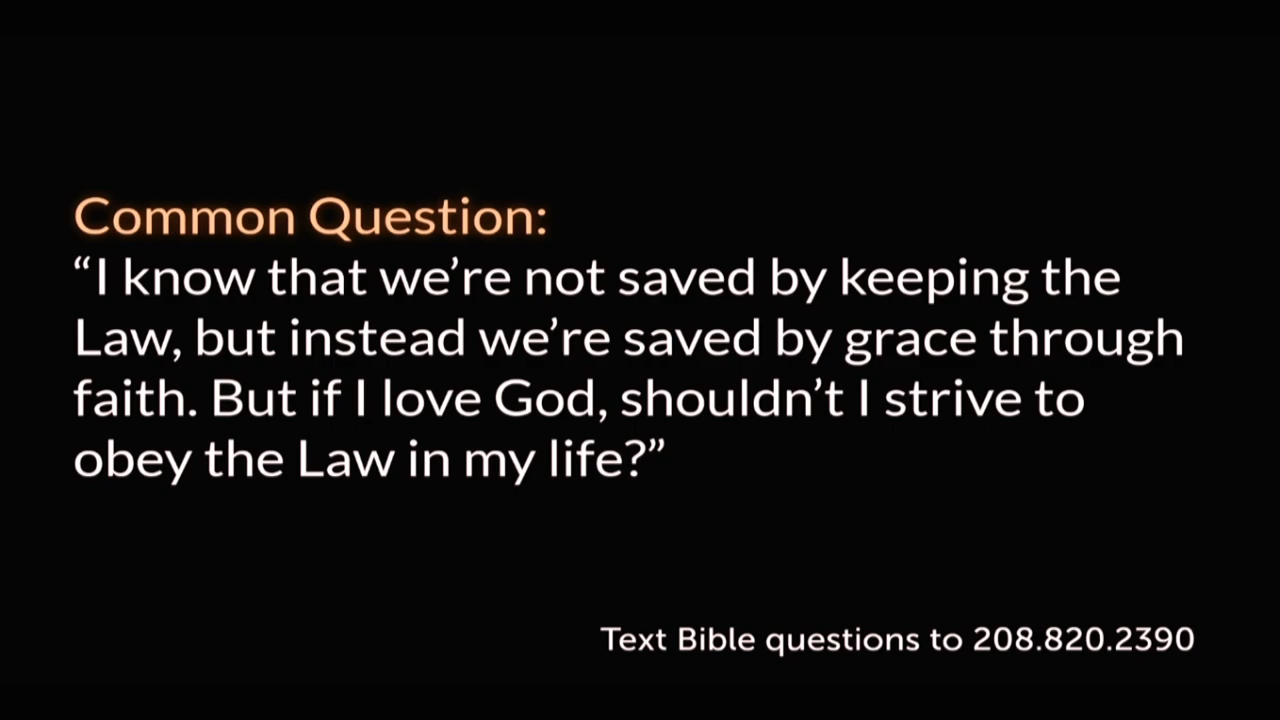 Common Question:
“I know that we’re not saved by keeping the
Law, but instead we’re saved by grace through
faith. But if I love God, shouldn’t I strive to
obey the Law in my life?”
Text Bible questions to 208.820.2390